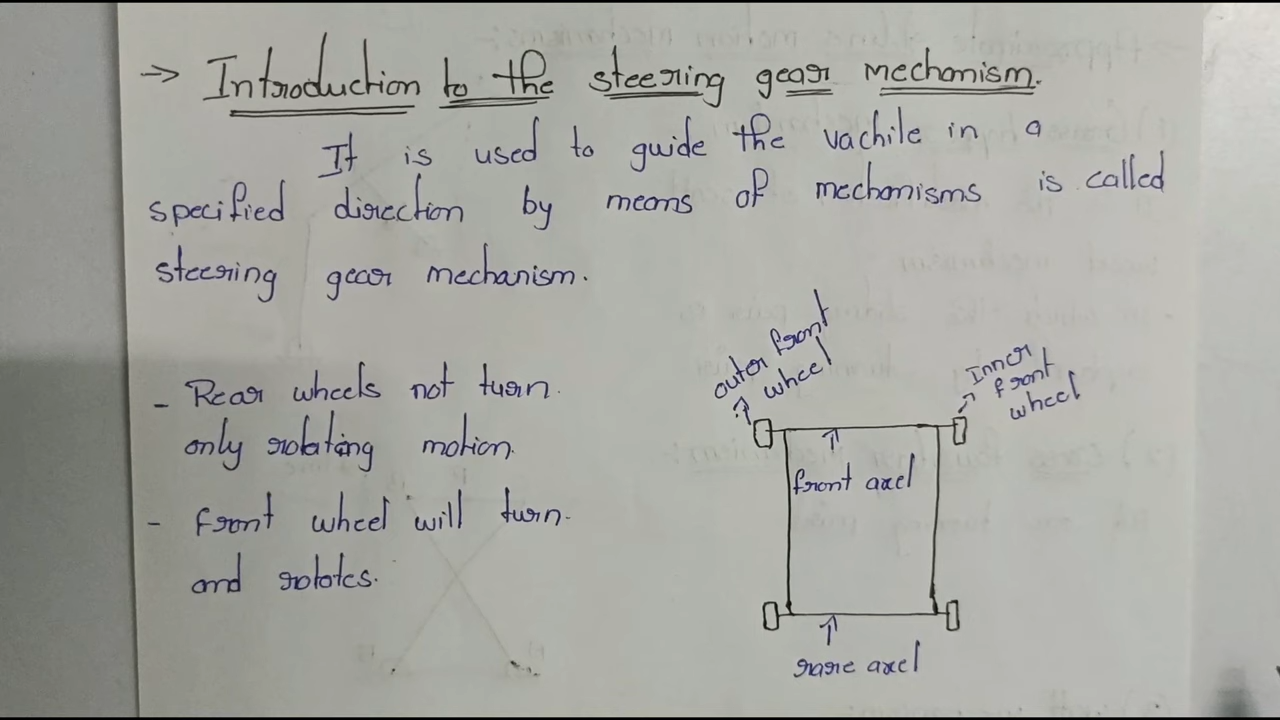 → Introduction to the steering gear mechanism.
It is used to guide the vachile in a
specified direction by means of mechanisms is called
steering gear mechanism.
- Rear wheels not turn.
only rotating motion.
- front wheel will turn.
and rotates.
outer front
wheel
Inner
front
wheel
front axel
rare axel